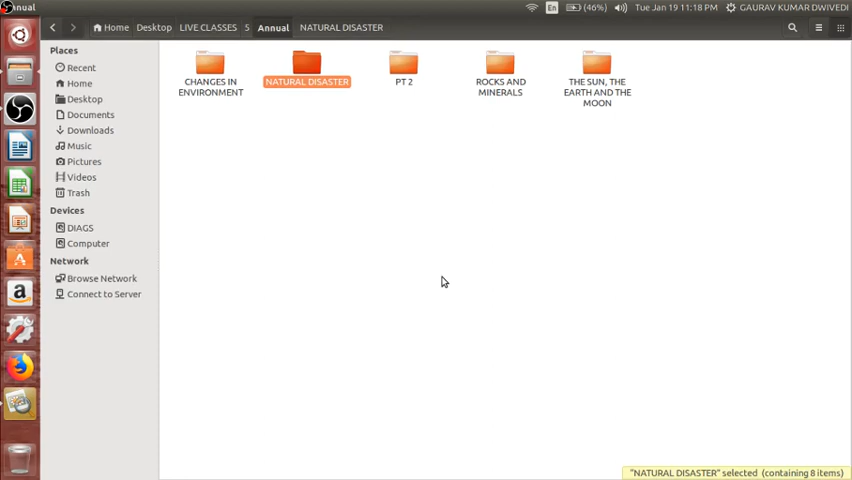 nnual
En
(46%)
Tue Jan 19 11:18 PM
GAURAV KUMAR DWIVEDI
Home
Desktop
LIVE CLASSES
5
Annual
NATURAL DISASTER
Places
Recent
Home
Desktop
Documents
Downloads
Music
Pictures
Videos
Trash
Devices
DIAGS
Computer
Network
Browse Network
Connect to Server
CHANGES IN
ENVIRONMENT
NATURAL DISASTER
PT 2
ROCKS AND
MINERALS
THE SUN, THE
EARTH AND THE
MOON
"NATURAL DISASTER" selected (containing 8 items)